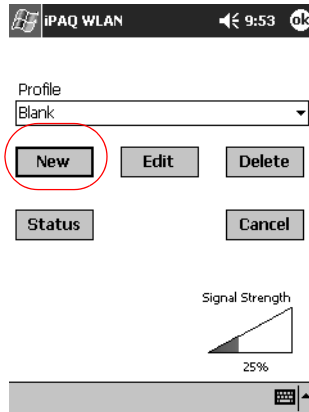 iPAQ WLAN 9:53 ok
Profile
Blank
New Edit Delete
Status Cancel
Signal Strength
25%